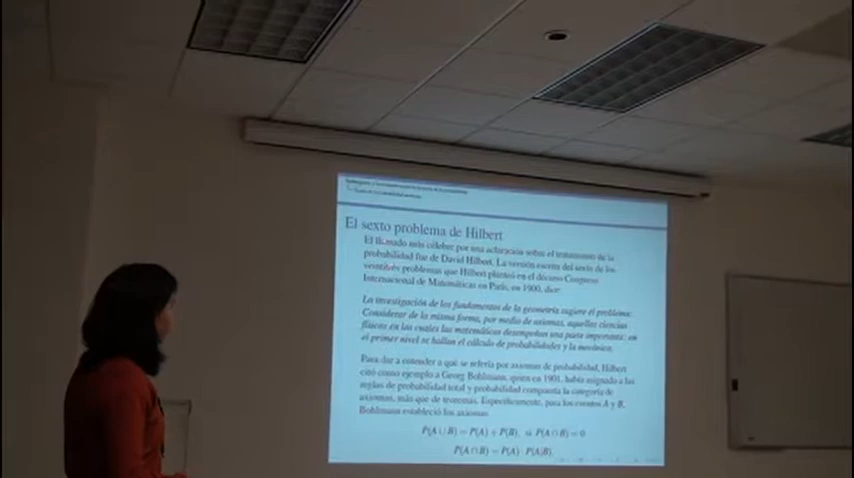 El sexto problema de Hilbert
El llamado más célebre por una aclaración sobre el tratamiento de la
probabilidad fue de David Hilbert. La versión escrita del sexto de los
veintitrés problemas que Hilbert planteó en el décimo Congreso
Internacional de Matemáticas en París, en 1900, dice:
La investigación de los fundamentos de la geometría sugiere el problema:
Considerar de la misma forma, por medio de axiomas, aquellas ciencias
físicas en las cuales las matemáticas desempeñan una parte importante: en
el primer nivel se hallan el cálculo de probabilidades y la mecánica.
Para dar a entender a qué se refería por axiomas de probabilidad, Hilbert
citó como ejemplo a Georg Bohlmann, quien en 1901, había asignado a las
reglas de probabilidad total y probabilidad compuesta la categoría de
axiomas, más que de teoremas. Específicamente, para los eventos A y B,
Bohlmann estableció los axiomas
P(A ∪ B) = P(A) + P(B), si P(A ∩ B) = 0
P(A ∩ B) = P(A) · P(A|B).